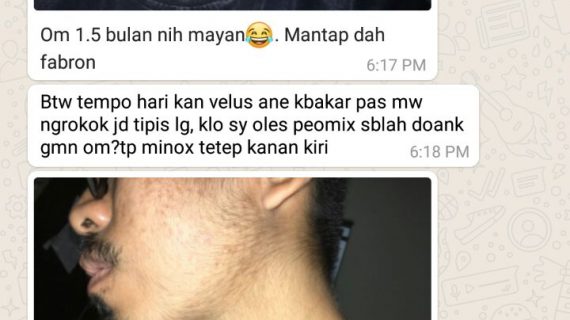 Om 1.5 bulan nih mayan😂. Mantap dah
fabron
6:17 PM
Btw tempo hari kan velus ane kbakar pas mw
ngrokok jd tipis lg, klo sy oles peomix sblah doank
gmn om?tp minox tetep kanan kiri
6:18 PM